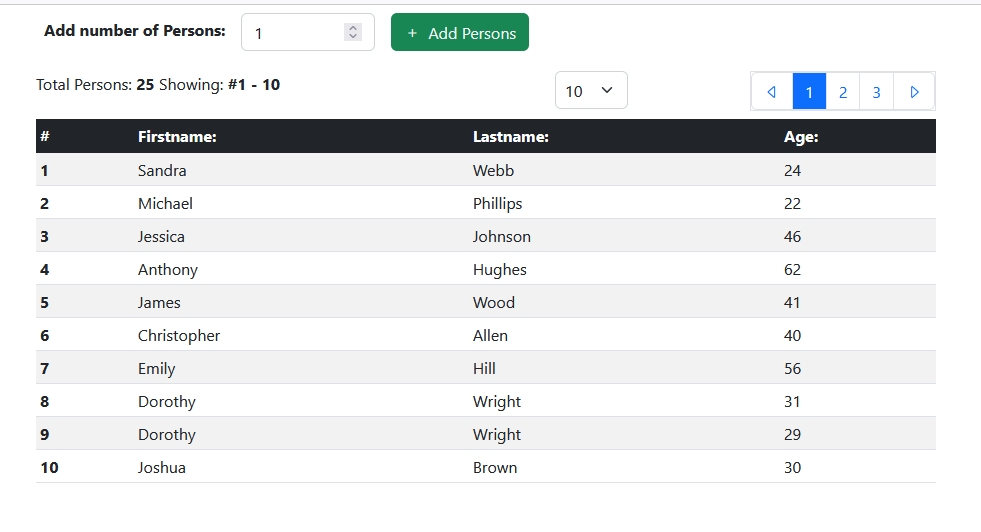 Add number of Persons: 1 + Add Persons
Total Persons: 25 Showing: #1 - 10 10 1 2 3
# Firstname: Lastname: Age:
1 Sandra Webb 24
2 Michael Phillips 22
3 Jessica Johnson 46
4 Anthony Hughes 62
5 James Wood 41
6 Christopher Allen 40
7 Emily Hill 56
8 Dorothy Wright 31
9 Dorothy Wright 29
10 Joshua Brown 30